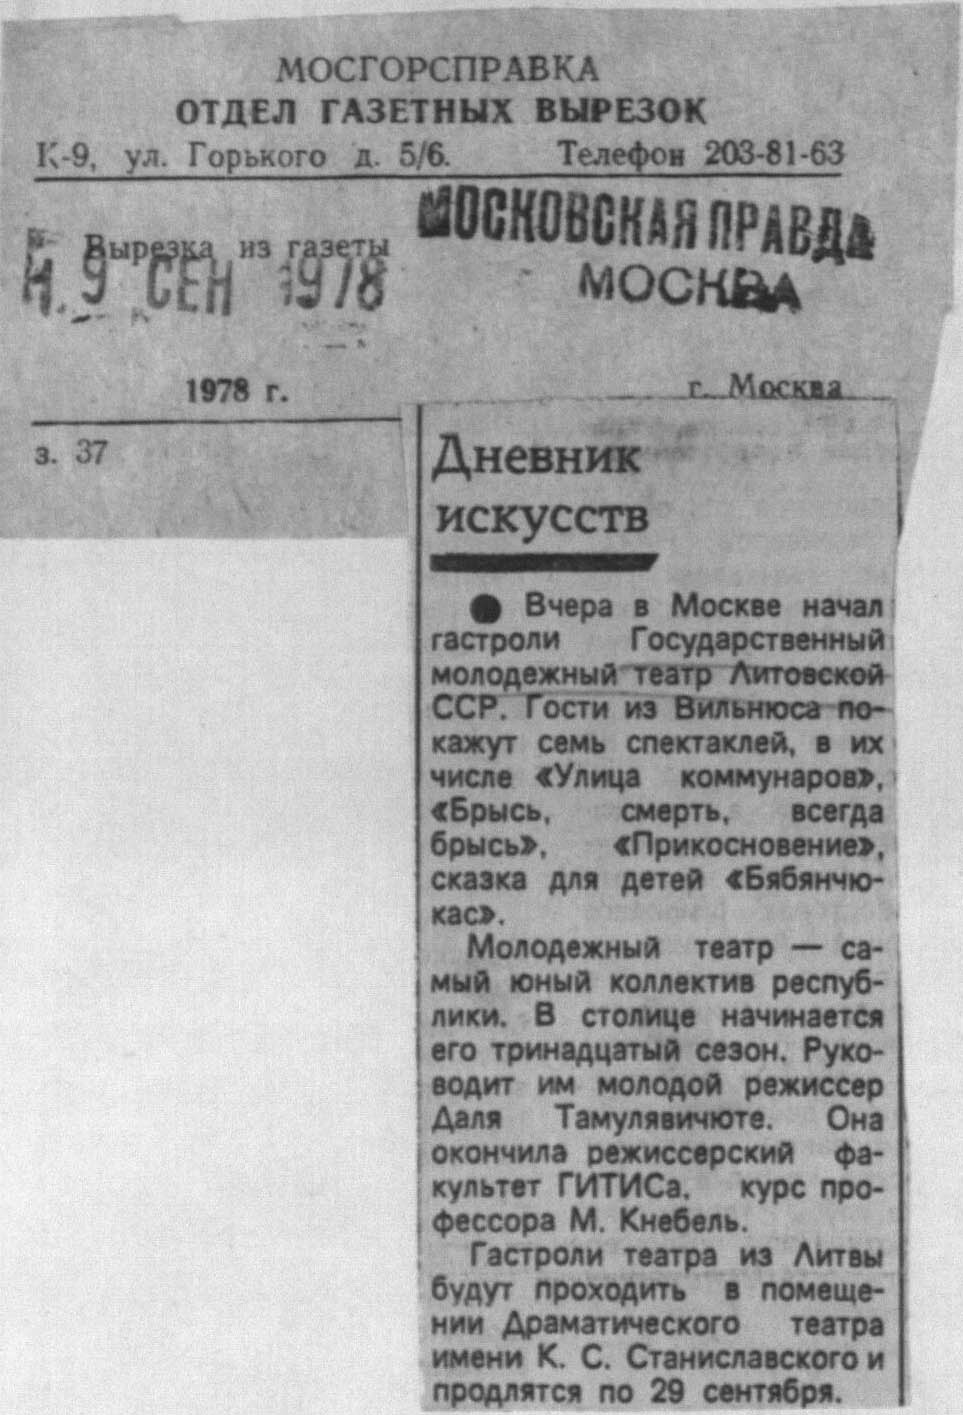 МОСГОРСПРАВКА
ОТДЕЛ ГАЗЕТНЫХ ВЫРЕЗОК
К-9, ул. Горького д. 5/6. Телефон 203-81-63
МОСКОВСКАЯ ПРАВДА
Вырезка из газеты
9 СЕН 1978
МОСКВА
1978 г. г. Москва
з. 37
Дневник
искусств
● Вчера в Москве начал
гастроли Государственный
молодежный театр Литовской
ССР. Гости из Вильнюса по-
кажут семь спектаклей, в их
числе «Улица коммунаров»,
«Брысь, смерть, всегда
брысь», «Прикосновение»,
сказка для детей «Бябянчю-
кас».
Молодежный театр — са-
мый юный коллектив респуб-
лики. В столице начинается
его тринадцатый сезон. Руко-
водит им молодой режиссер
Даля Тамулявичюте. Она
окончила режиссерский фа-
культет ГИТИСа, курс про-
фессора М. Кнебель.
Гастроли театра из Литвы
будут проходить в помеще-
нии Драматического театра
имени К. С. Станиславского и
продлятся по 29 сентября.